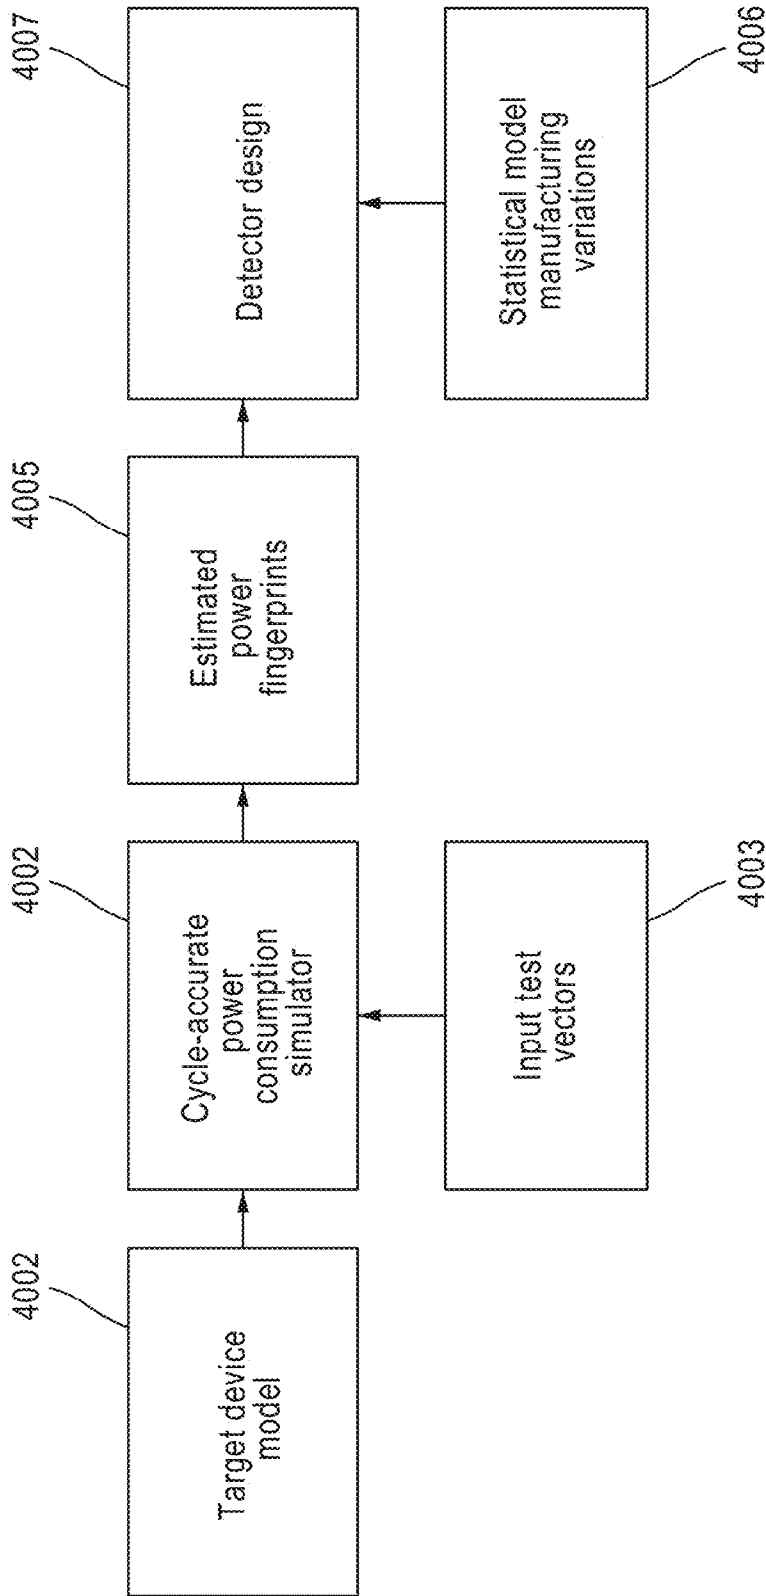 4002
Target device
model
4002
Cycle-accurate
power
consumption
simulator
4003
Input test
vectors
4005
Estimated
power
fingerprints
4007
Detector design
4006
Statistical model
manufacturing
variations